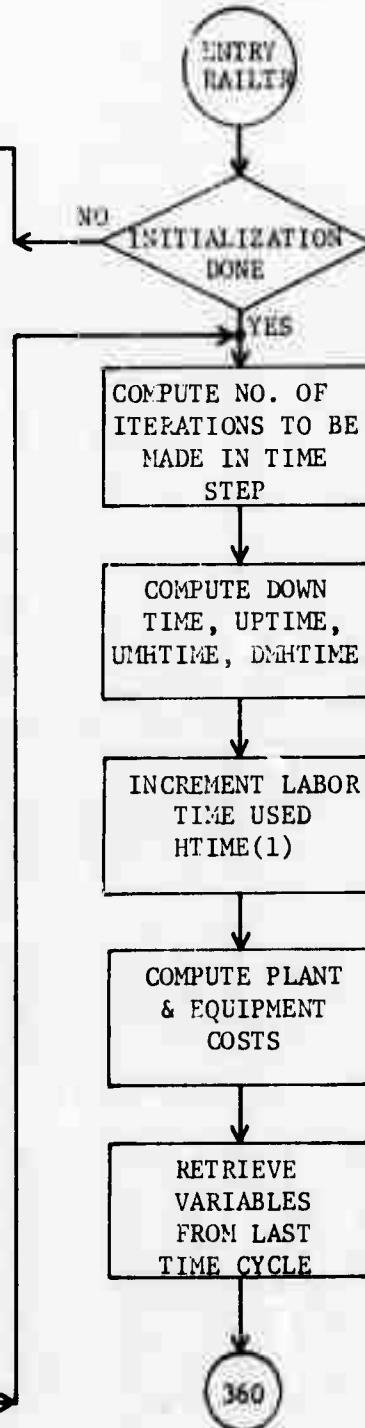 ENTRY
RAILTR
NO
INITIALIZATION
DONE
YES
COMPUTE NO. OF
ITERATIONS TO BE
MADE IN TIME
STEP
COMPUTE DOWN
TIME, UPTIME,
UMHTIME, DMHTIME
INCREMENT LABOR
TIME USED
HTIME(1)
COMPUTE PLANT
& EQUIPMENT
COSTS
RETRIEVE
VARIABLES
FROM LAST
TIME CYCLE
360